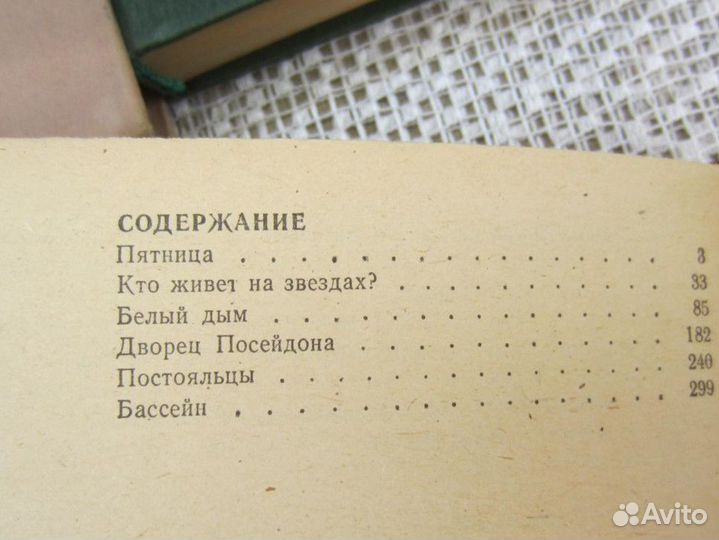 СОДЕРЖАНИЕ
Пятница . . . . . . . . . . . . . . . . 3
Кто живет на звездах? . . . . . . . . . . . 33
Белый дым . . . . . . . . . . . . . . 85
Дворец Посейдона . . . . . . . . . . . . 182
Постояльцы . . . . . . . . . . . . . . 240
Бассейн . . . . . . . . . . . . . . . 299
Avito